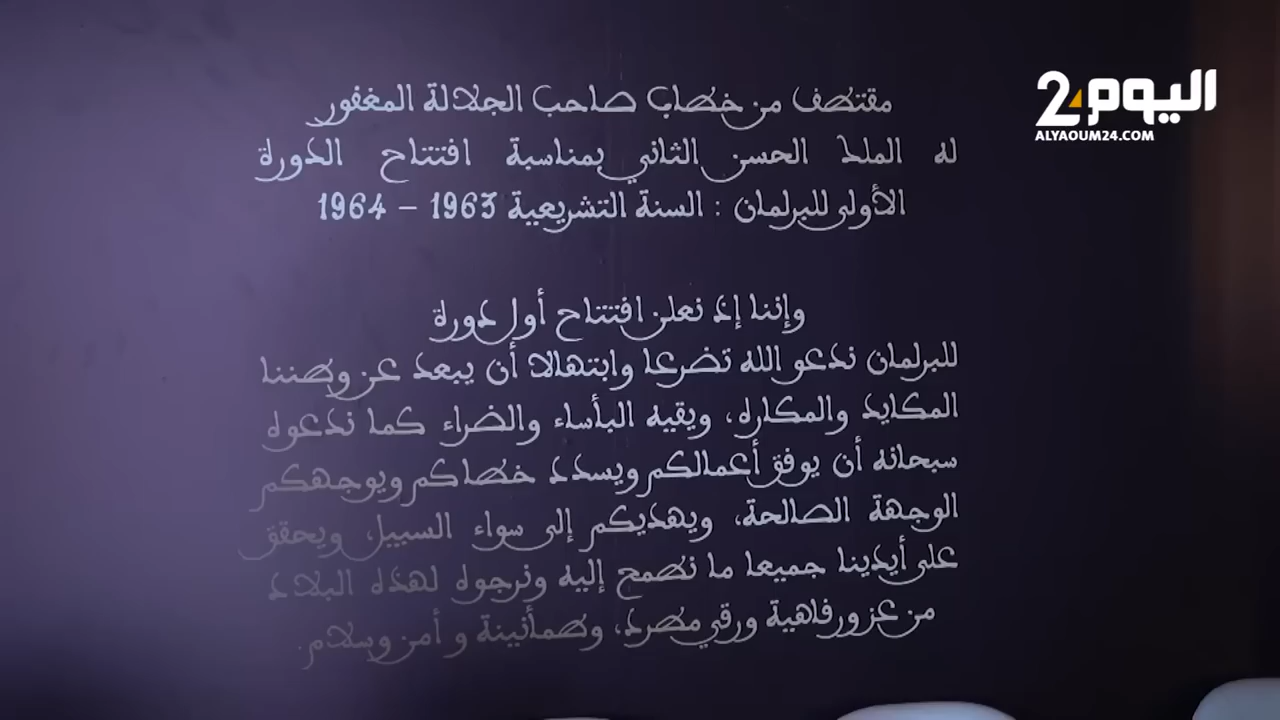 اليوم24
ALYAOUM24.COM
مقتطف من خطاب صاحب الجلالة المغفور
له الملك الحسن الثاني بمناسبة افتتاح الدورة
الأولى للبرلمان : السنة التشريعية 1963 – 1964
وإننا إذ نعلن افتتاح أول دورة
للبرلمان ندعو الله تضرعا وابتهالا أن يبعد عن وطننا
المكايد والمكاره، ويقيه البأساء والضراء كما ندعوه
سبحانه أن يوفق أعمالكم ويسدد خطاكم ويوجهكم
الوجهة الصالحة، ويهديكم إلى سواء السبيل، ويحقق
على أيدينا جميعا ما نطمح إليه ونرجوه لهذه البلاد
من عز ورفاهية ورقي مطرد، وطمأنينة و أمن وسلام.